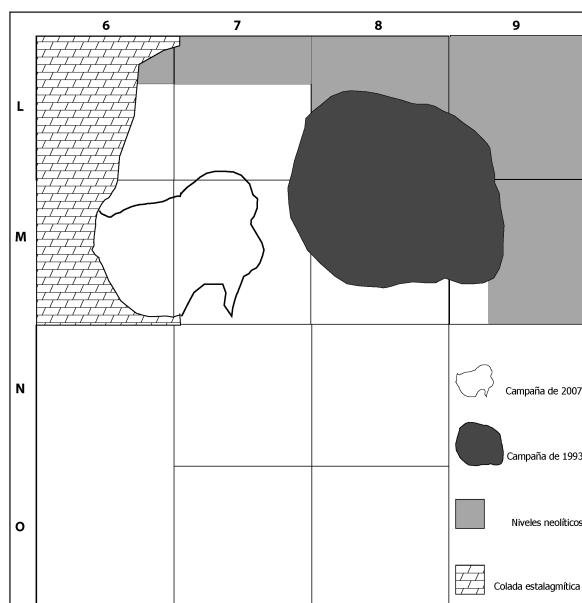 6 7 8 9
L
M
N
Campaña de 2007
Campaña de 1993
Niveles neolíticos
O
Colada estalagmítica